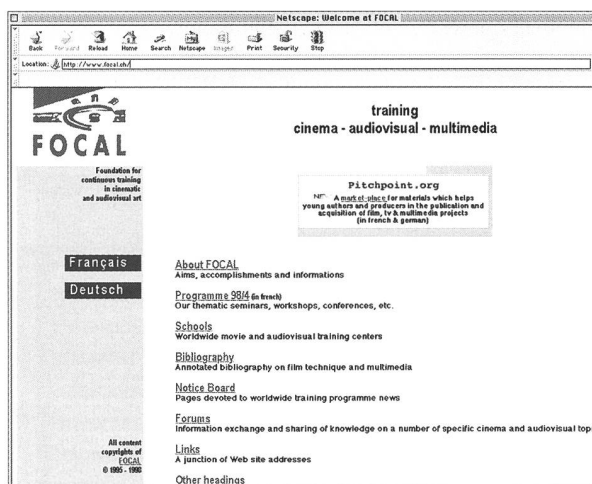 Netscape: Welcome at FOCAL
Back Forward Reload Home Search Netscape Images Print Security Stop
Location: http://www.focal.ch/
FOCAL
training
cinema - audiovisual - multimedia
Foundation for
continuous training
in cinematic
and audiovisual art
Pitchpoint.org
A market-place for materials which helps
young authors and producers in the publication and
acquisition of film, tv & multimedia projects
(in french & german)
Français
Deutsch
About FOCAL
Aims, accomplishments and informations
Programme 98/4 (in french)
Our thematic seminars, workshops, conferences, etc.
Schools
Worldwide movie and audiovisual training centers
Bibliography
Annotated bibliography on film technique and multimedia
Notice Board
Pages devoted to worldwide training programme news
Forums
Information exchange and sharing of knowledge on a number of specific cinema and audiovisual top
Links
A junction of Web site addresses
Other headings
All content
copyrights of
FOCAL
© 1995 - 1998